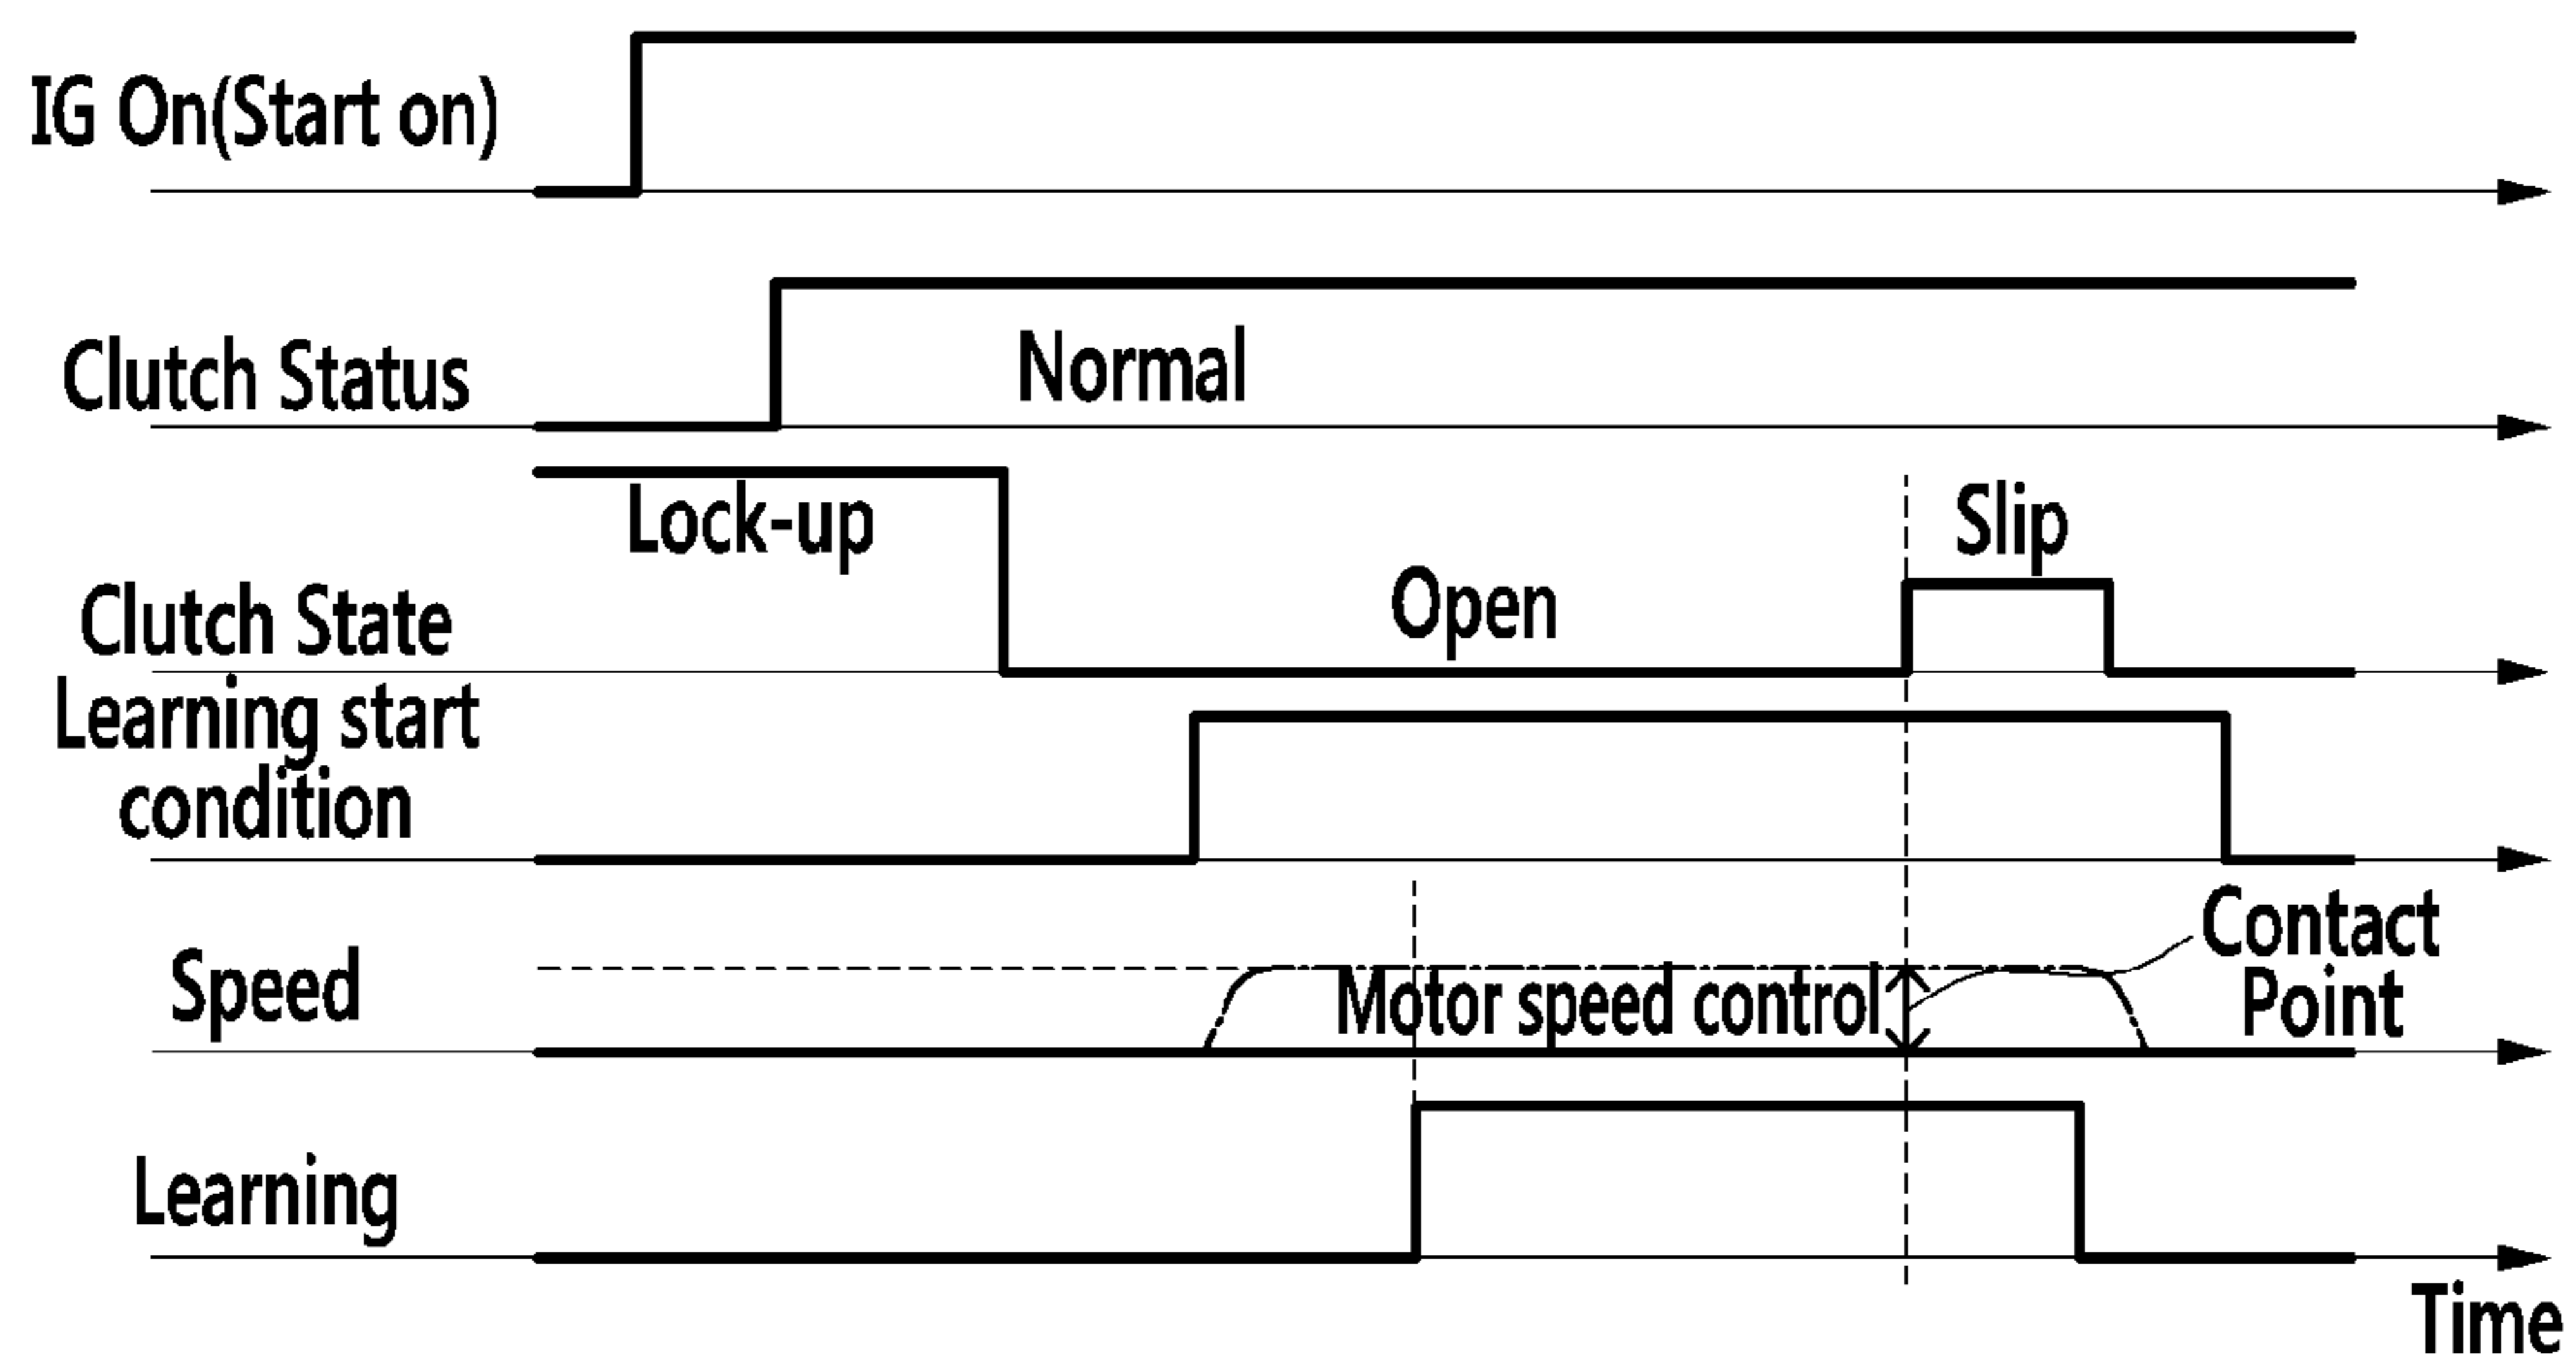 IG On(Start on)
Clutch Status
Normal
Lock-up
Slip
Clutch State
Open
Learning start
condition
Speed
Motor speed control
Contact
Point
Learning
Time